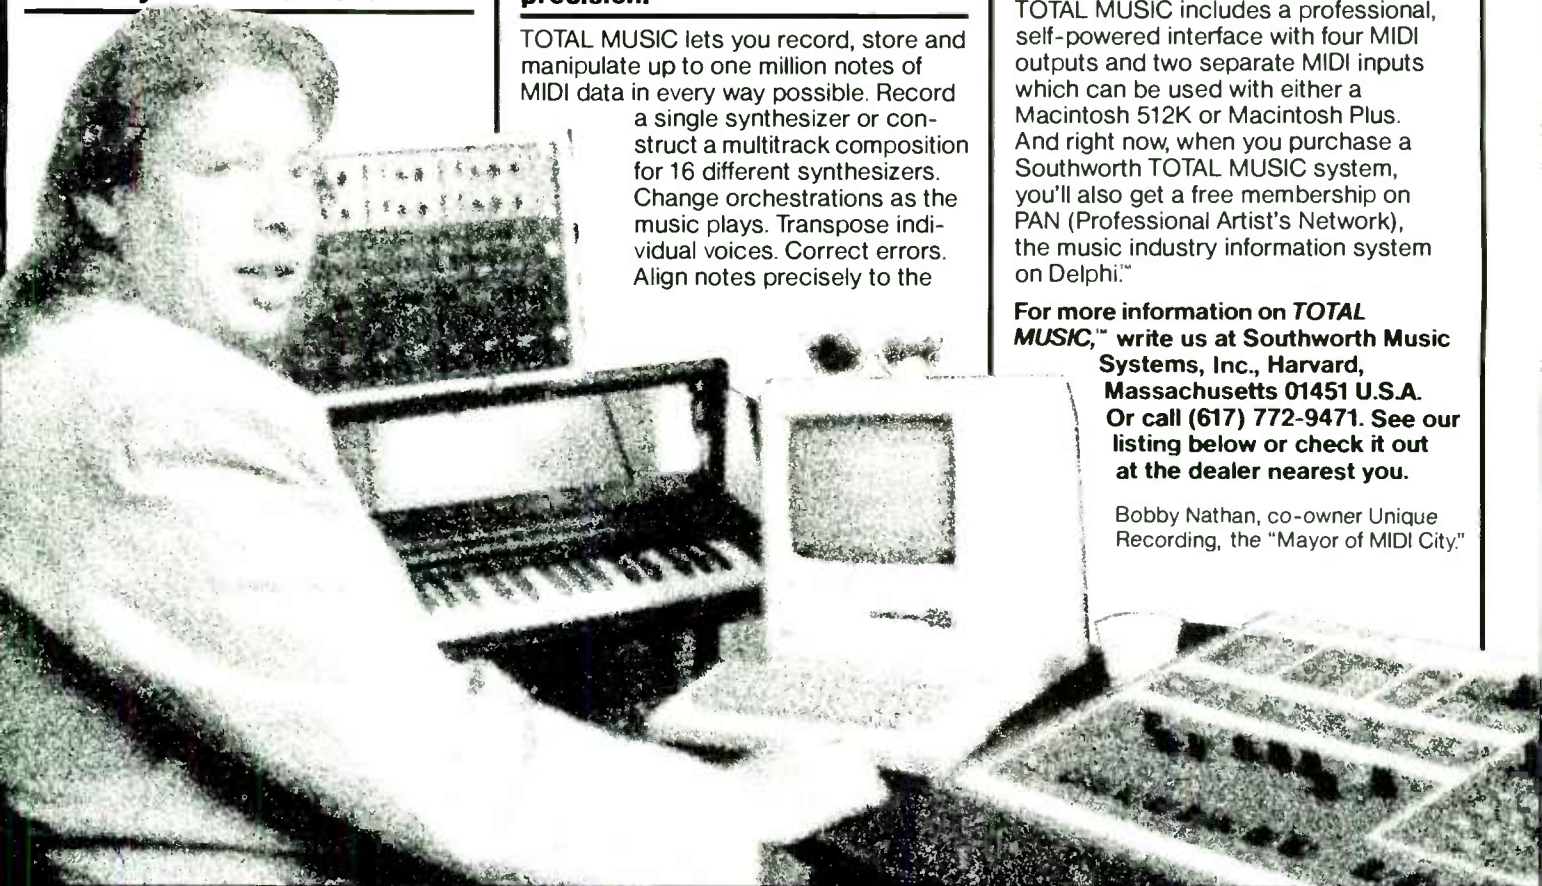 precision.
TOTAL MUSIC lets you record, store and
manipulate up to one million notes of
MIDI data in every way possible. Record
a single synthesizer or con-
struct a multitrack composition
for 16 different synthesizers.
Change orchestrations as the
music plays. Transpose indi-
vidual voices. Correct errors.
Align notes precisely to the
TOTAL MUSIC includes a professional,
self-powered interface with four MIDI
outputs and two separate MIDI inputs
which can be used with either a
Macintosh 512K or Macintosh Plus.
And right now, when you purchase a
Southworth TOTAL MUSIC system,
you'll also get a free membership on
PAN (Professional Artist's Network),
the music industry information system
on Delphi.™
For more information on TOTAL
MUSIC,™ write us at Southworth Music
Systems, Inc., Harvard,
Massachusetts 01451 U.S.A.
Or call (617) 772-9471. See our
listing below or check it out
at the dealer nearest you.
Bobby Nathan, co-owner Unique
Recording, the “Mayor of MIDI City.”